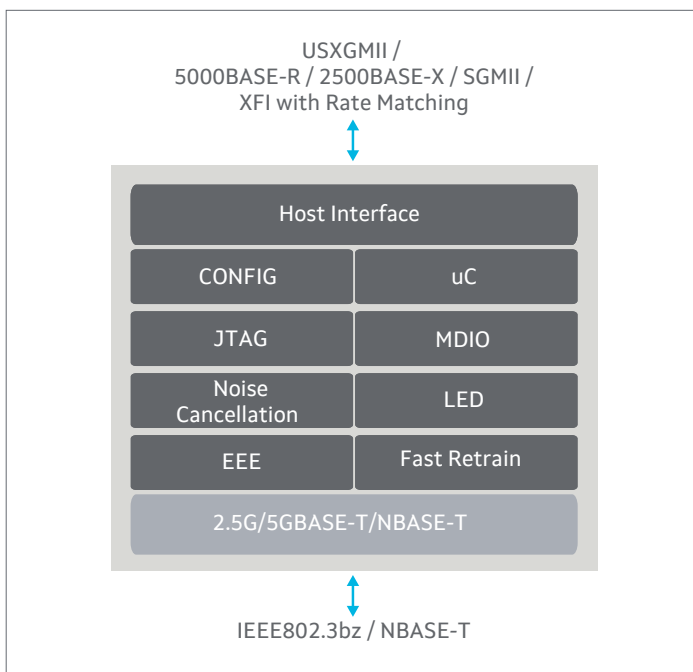 USXGMII /
5000BASE-R / 2500BASE-X / SGMII /
XFI with Rate Matching
Host Interface
CONFIG
uC
JTAG
MDIO
Noise
Cancellation
LED
EEE
Fast Retrain
2.5G/5GBASE-T/NBASE-T
IEEE802.3bz / NBASE-T